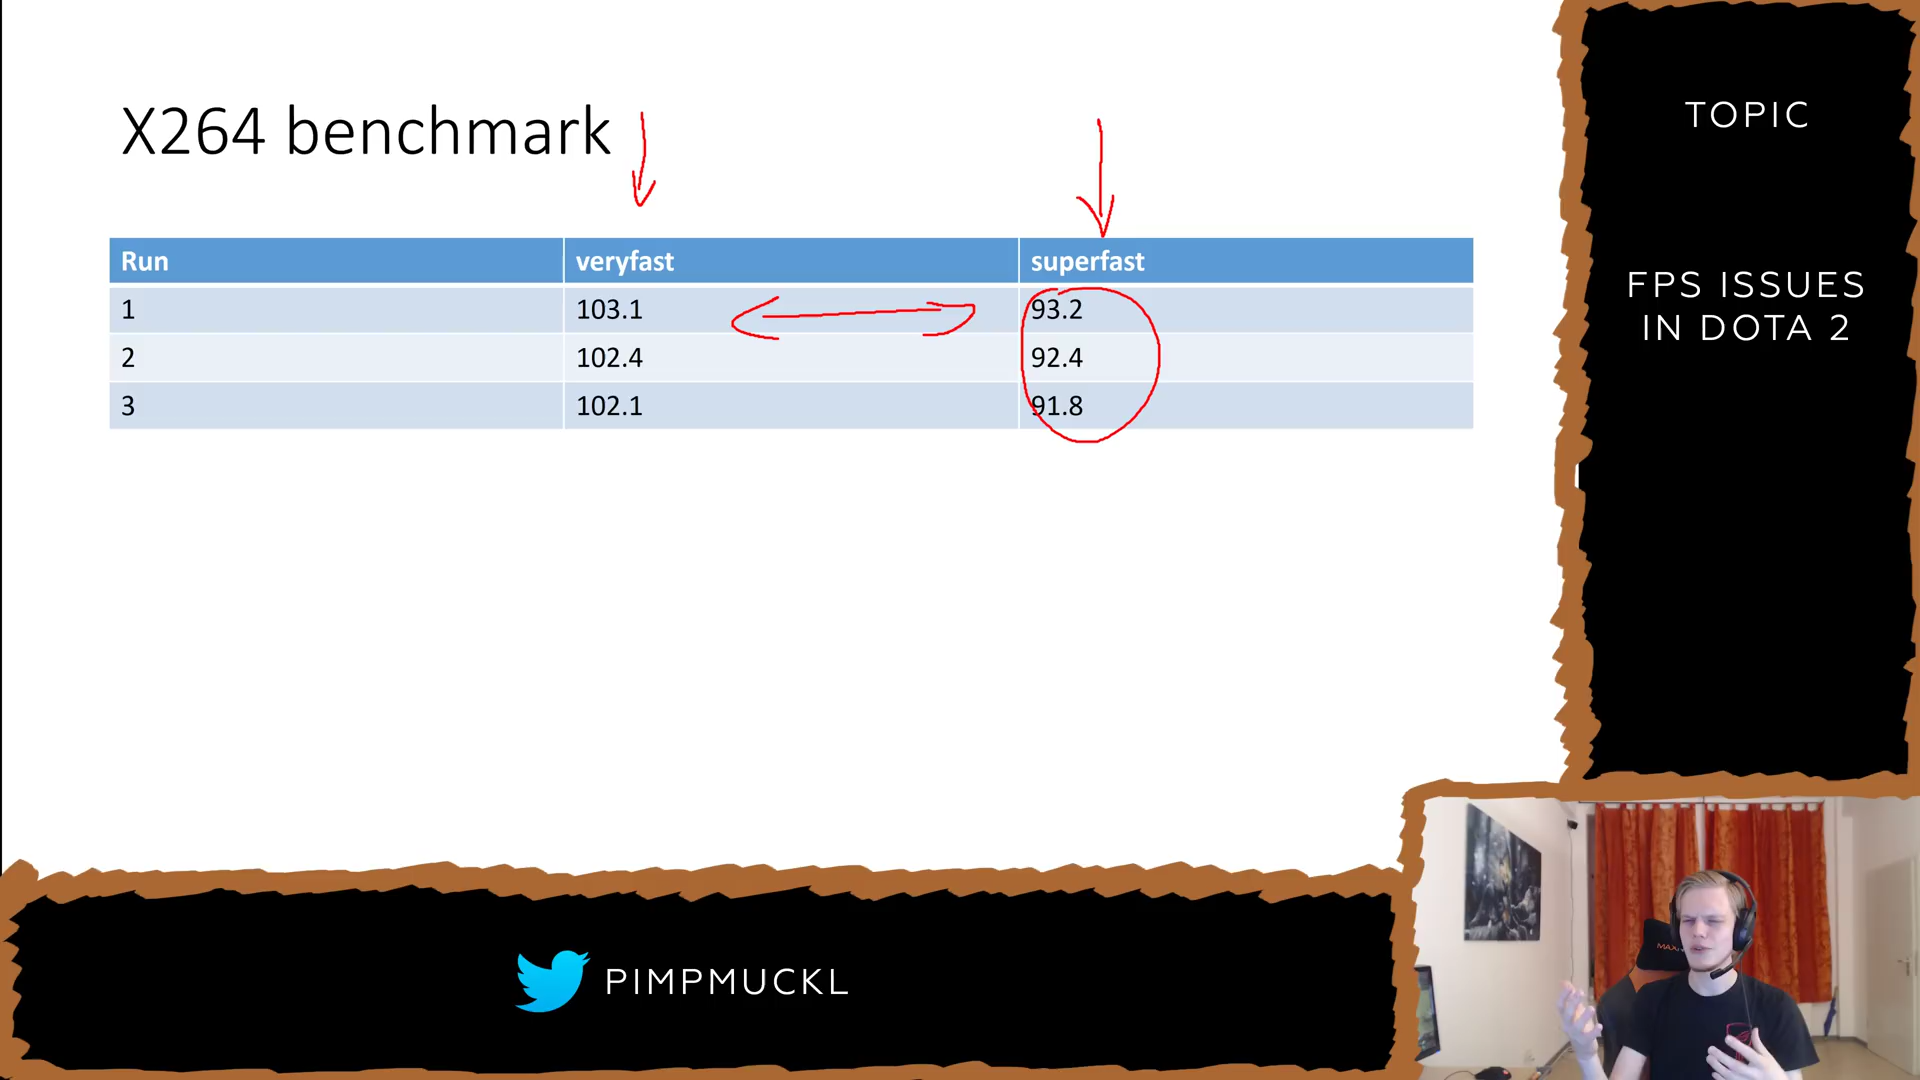 X264 benchmark
Run veryfast superfast
1 103.1 93.2
2 102.4 92.4
3 102.1 91.8
TOPIC
FPS ISSUES
IN DOTA 2
PIMPMUCKL